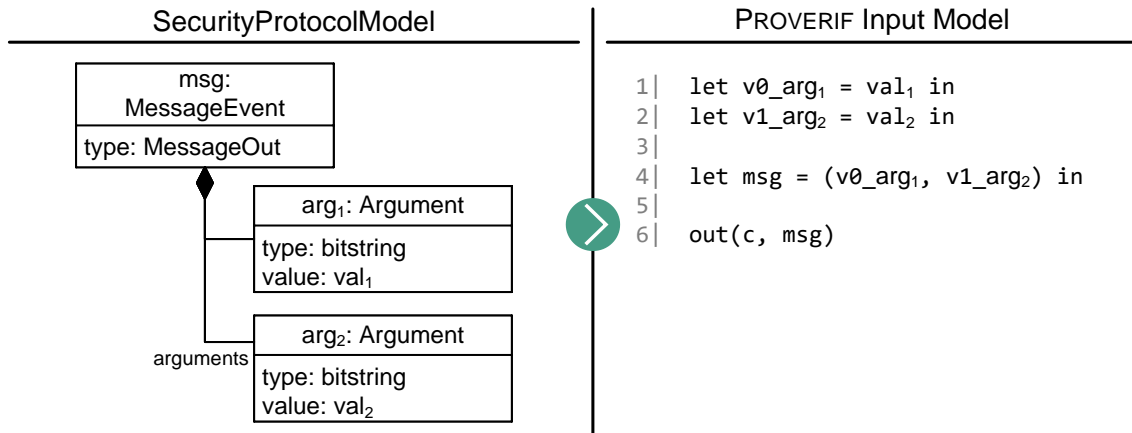 SecurityProtocolModel
msg:
MessageEvent
type: MessageOut
arg₁: Argument
type: bitstring
value: val₁
arguments
arg₂: Argument
type: bitstring
value: val₂
PROVERIF Input Model
1| let v0_arg₁ = val₁ in
2| let v1_arg₂ = val₂ in
3|
4| let msg = (v0_arg₁, v1_arg₂) in
5|
6| out(c, msg)